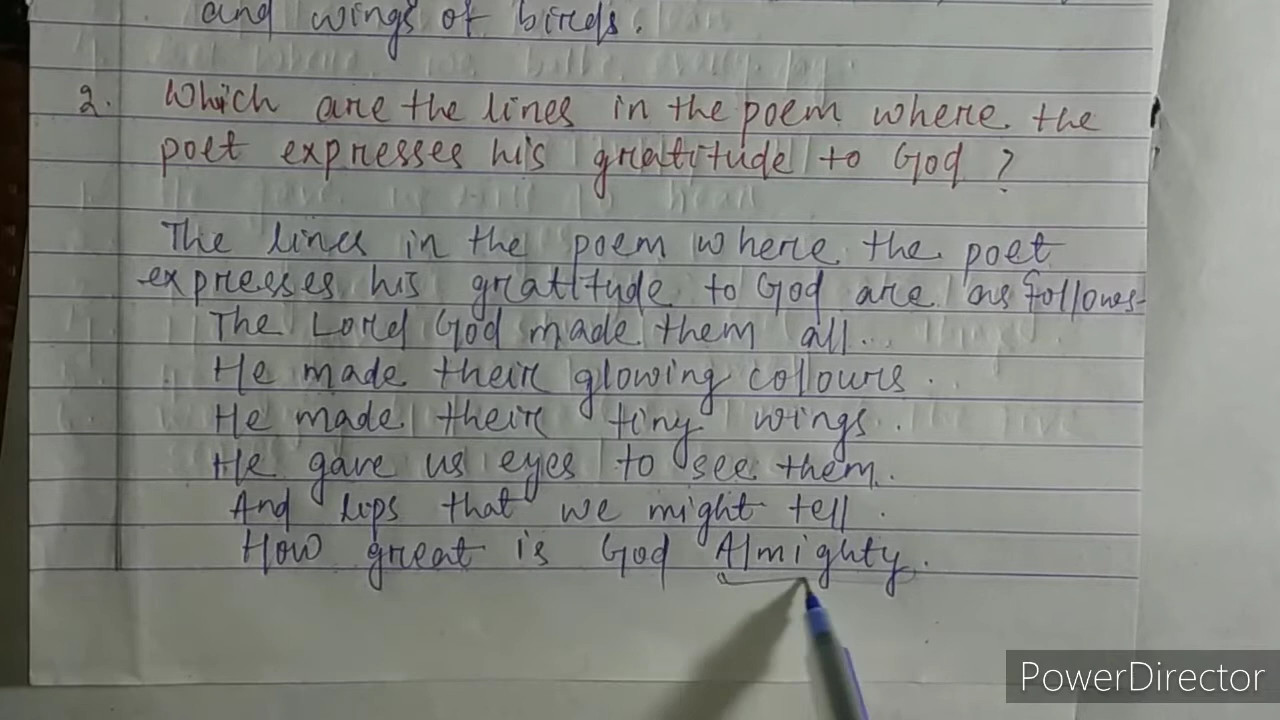 and wings of birds.
2. Which are the lines in the poem where the
poet expresses his gratitude to God ?
The lines in the poem where the poet
expresses his gratitude to God are as follows-
The Lord God made them all...
He made their glowing colours.
He made their tiny wings.
He gave us eyes to see them.
And lips that we might tell.
How great is God Almighty.
PowerDirector